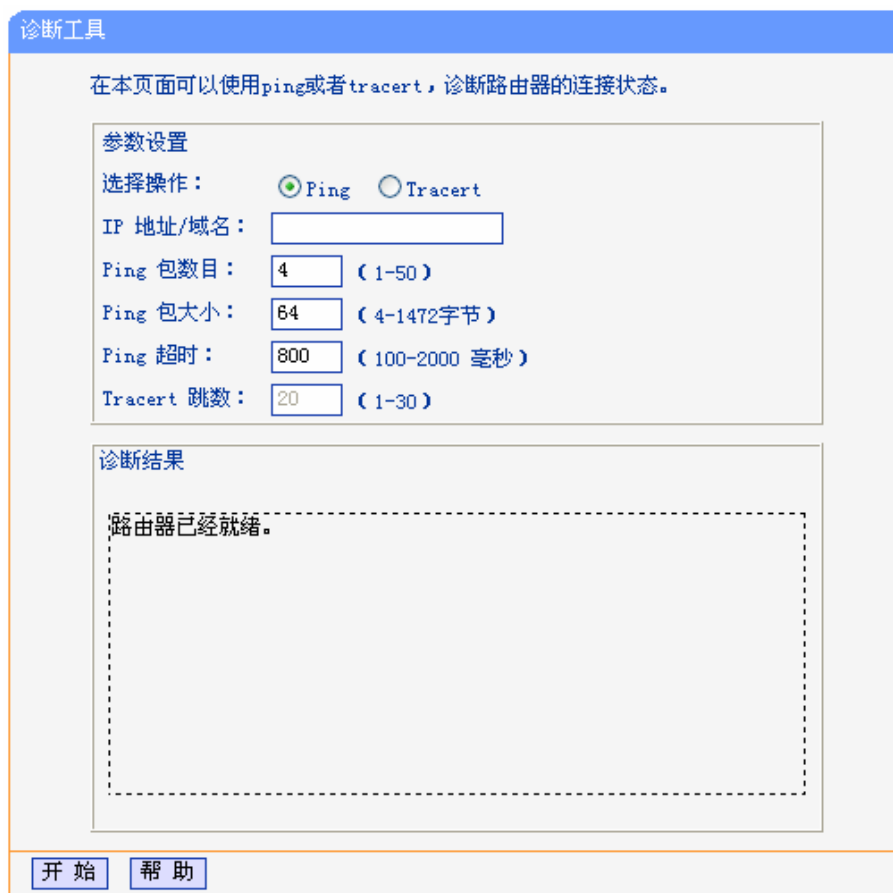 诊断工具
在本页面可以使用ping或者tracert，诊断路由器的连接状态。
参数设置
选择操作： Ping Tracert
IP 地址/域名：
Ping 包数目： 4 （1-50）
Ping 包大小： 64 （4-1472字节）
Ping 超时： 800 （100-2000 毫秒）
Tracert 跳数： 20 （1-30）
诊断结果
路由器已经就绪。
开 始 帮 助